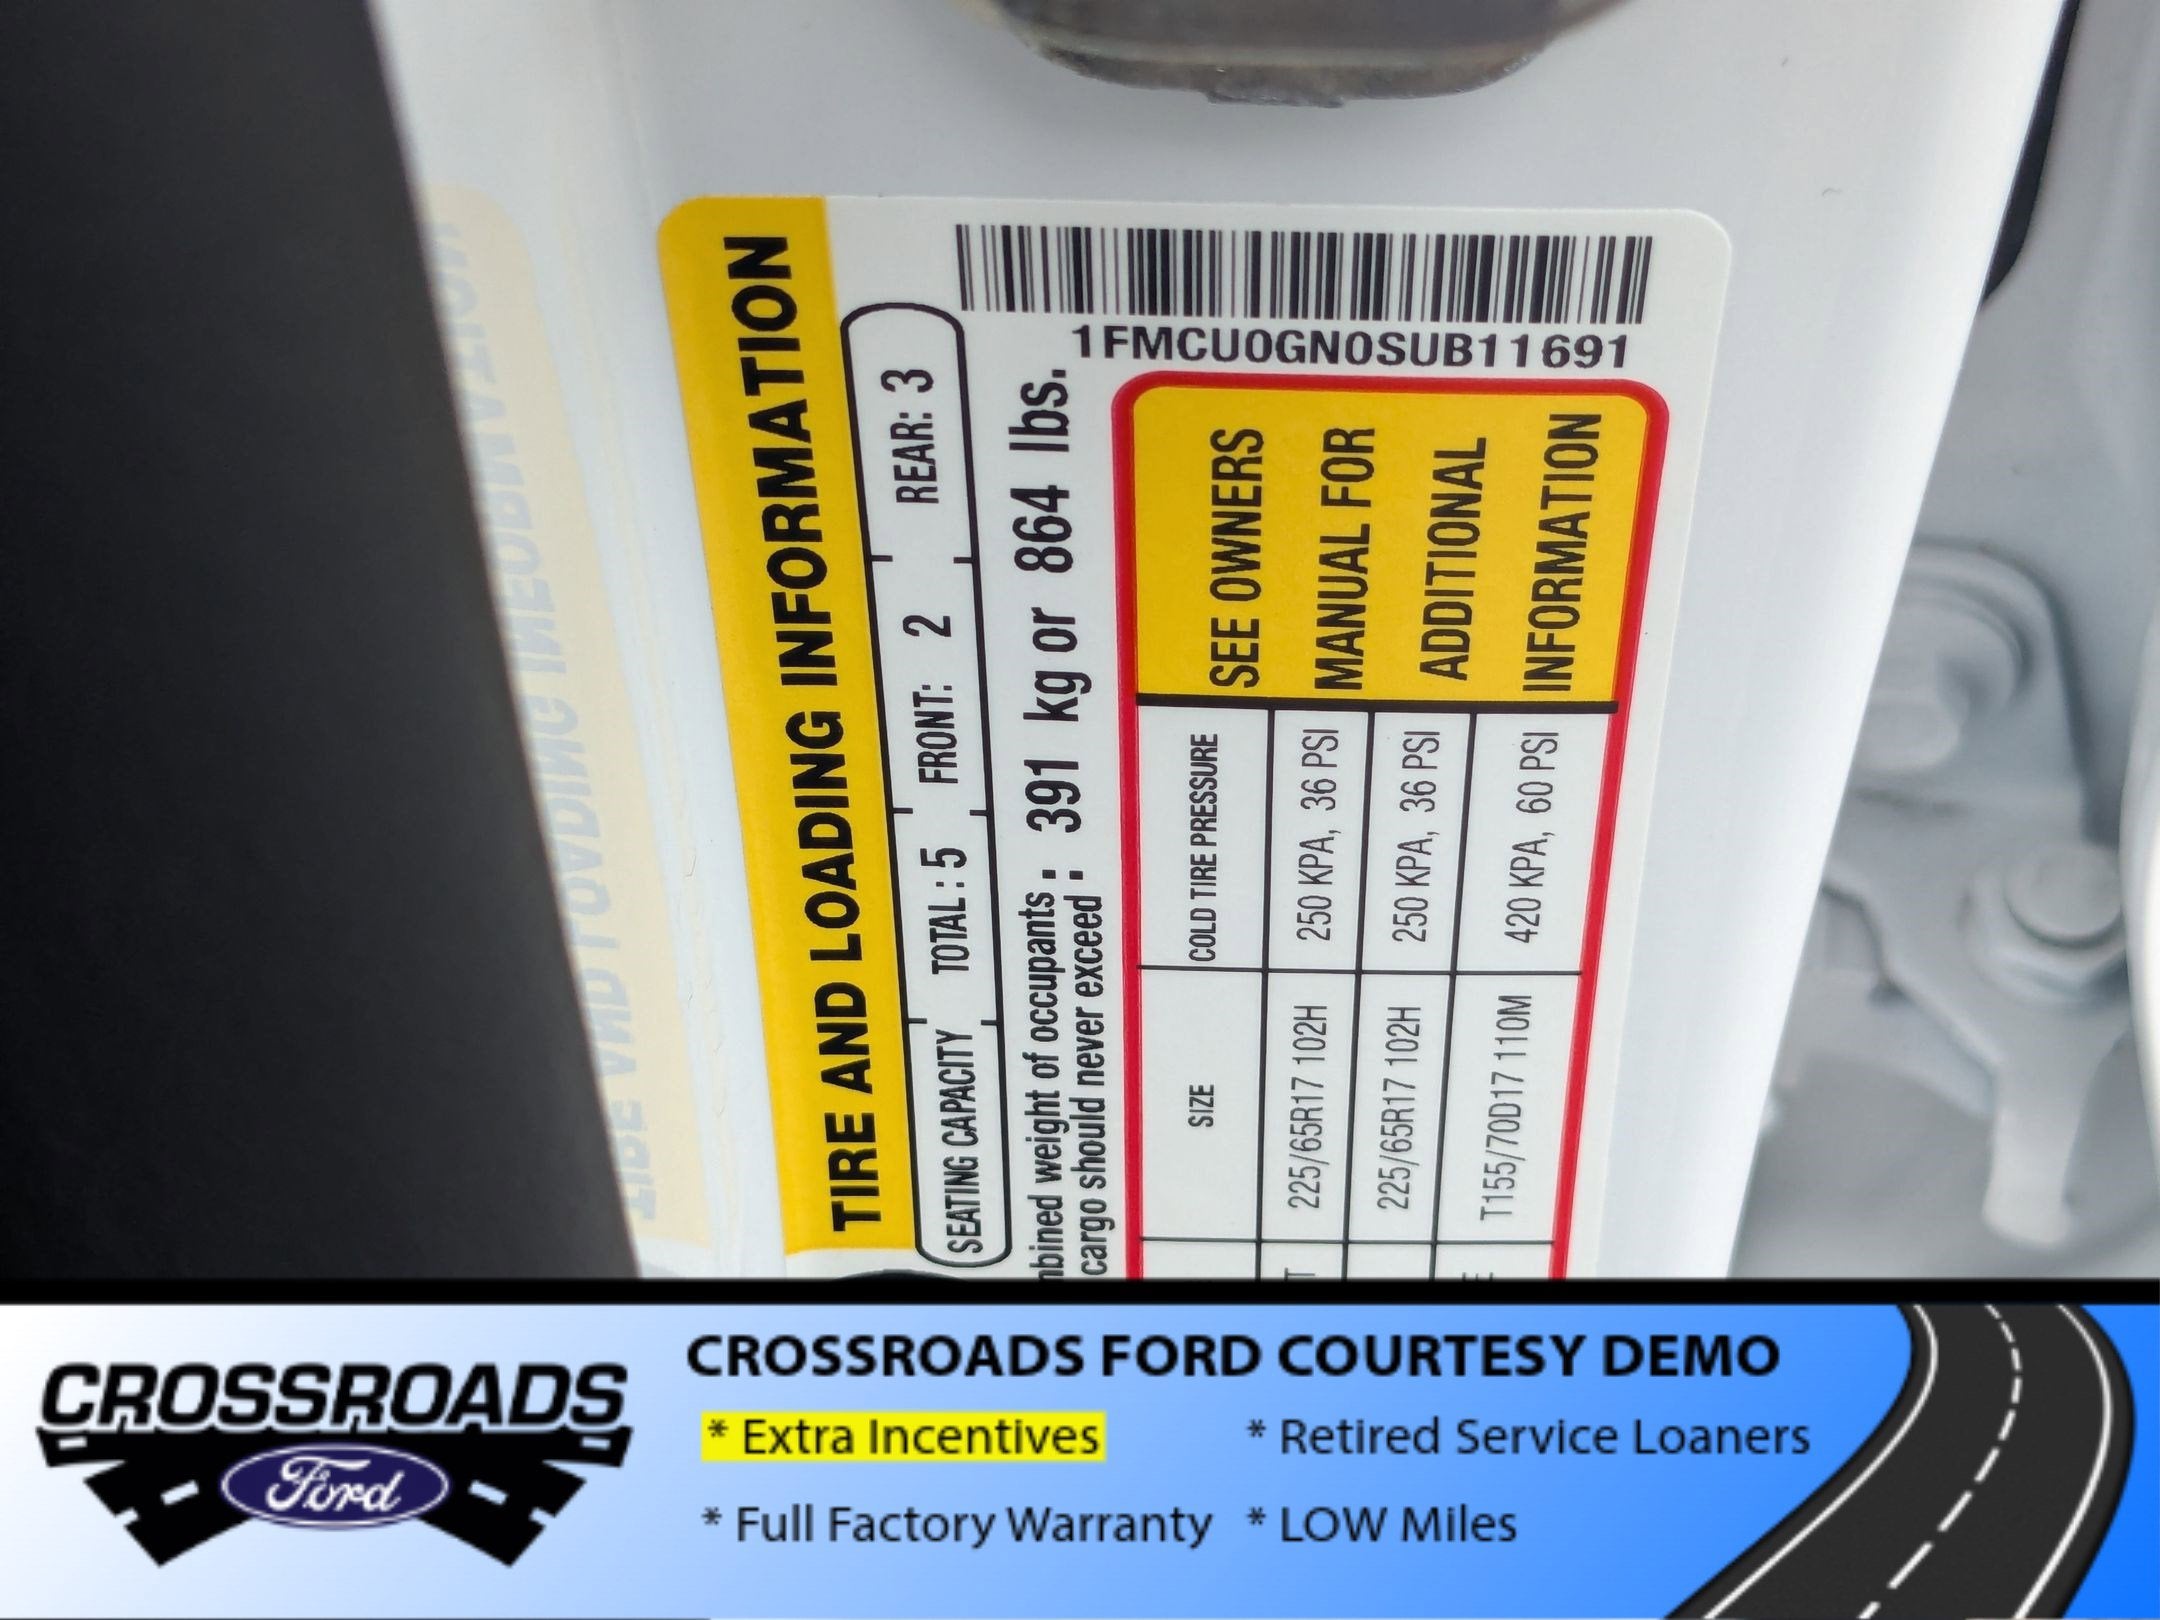 TIRE AND LOADING INFORMATION
SEATING CAPACITY TOTAL: 5 FRONT: 2 REAR: 3
weight of occupants
cargo should never exceed : 391 kg or 864 lbs.
1FMCU0GN0SUB11691
SIZE COLD TIRE PRESSURE
225/65R17 102H 250 KPA, 36 PSI
225/65R17 102H 250 KPA, 36 PSI
T155/70D17 110M 420 KPA, 60 PSI
SEE OWNERS
MANUAL FOR
ADDITIONAL
INFORMATION
CROSSROADS
Ford
CROSSROADS FORD COURTESY DEMO
* Extra Incentives * Retired Service Loaners
* Full Factory Warranty * LOW Miles